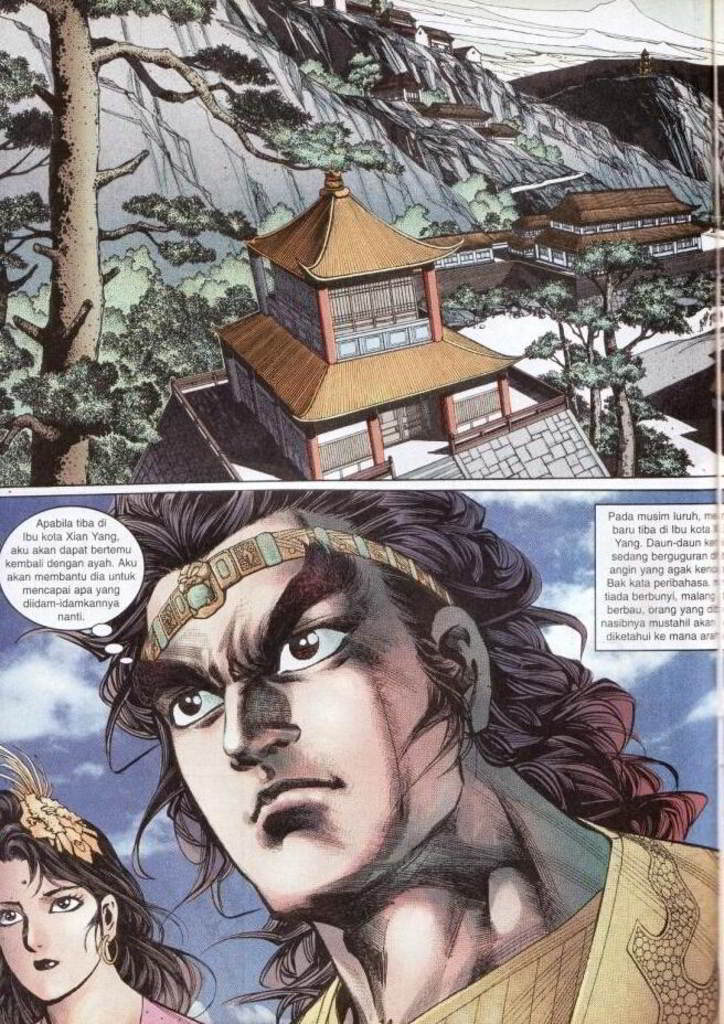 Apabila tiba di
Ibu kota Xian Yang,
aku akan dapat bertemu
kembali dengan ayah. Aku
akan membantu dia untuk
mencapai apa yang
diidam-idamkannya
nanti.
Pada musim luruh,
baru tiba di Ibu kota
Yang. Daun-daun
sedang berguguran
angin yang agak
Bak kata peribahasa
tiada berbunyi, malang
berbau, orang yang
nasibnya mustahil akan
diketahui ke mana